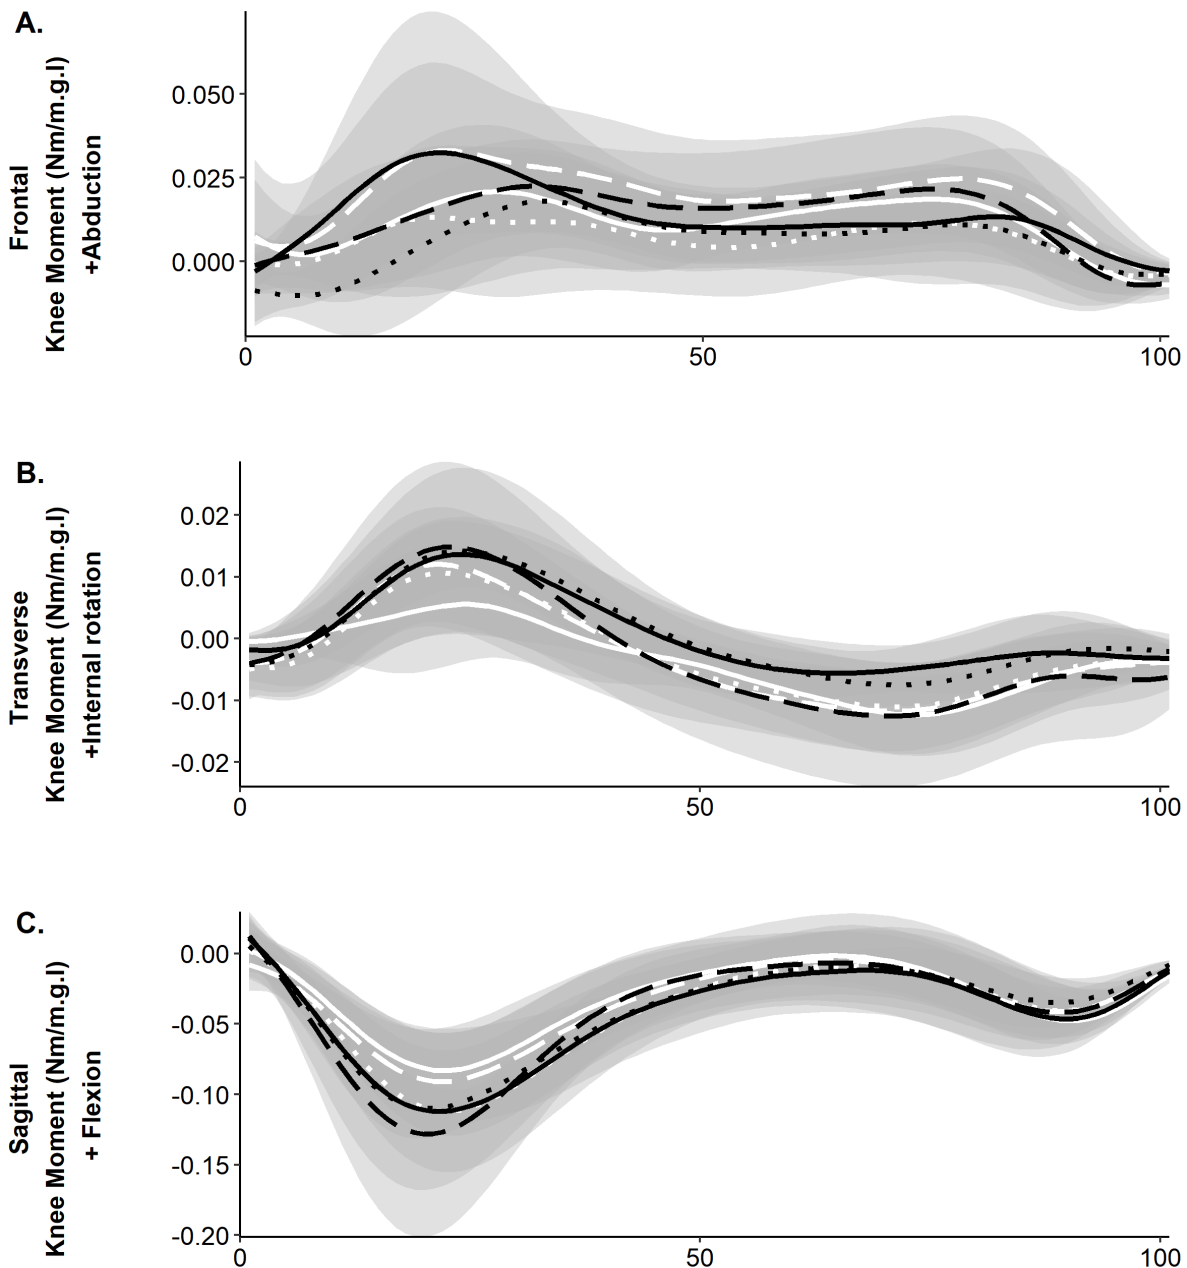 A.
Frontal
Knee Moment (Nm/m.g.l)
+Abduction
0.050
0.025
0.000
0
50
100
B.
Transverse
Knee Moment (Nm/m.g.l)
+Internal rotation
0.02
0.01
0.00
-0.01
-0.02
0
50
100
C.
Sagittal
Knee Moment (Nm/m.g.l)
+ Flexion
0.00
-0.05
-0.10
-0.15
-0.20
0
50
100